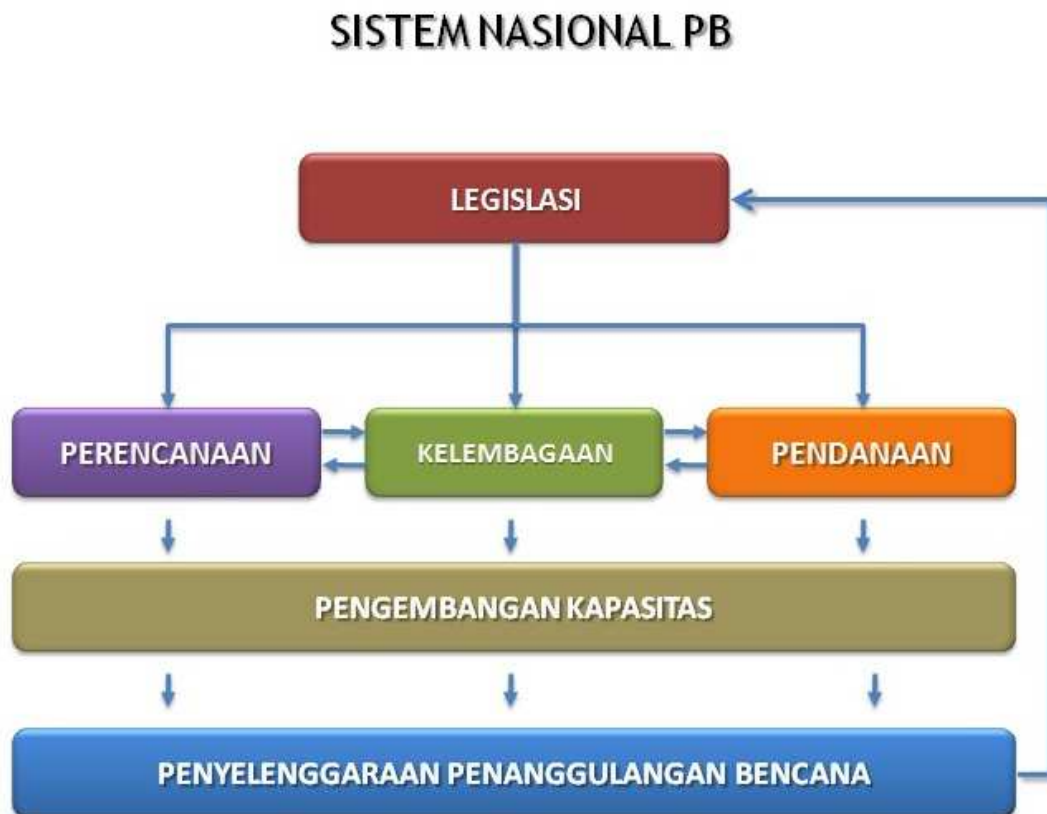 SISTEM NASIONAL PB
LEGISLASI
PERENCANAAN
KELEMBAGAAN
PENDANAAN
PENGEMBANGAN KAPASITAS
PENYELENGGARAAN PENANGGULANGAN BENCANA